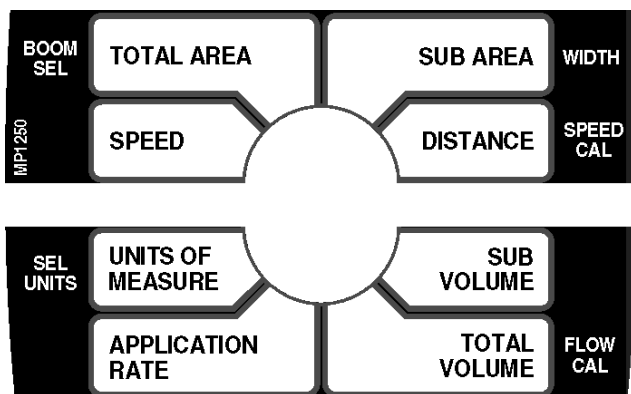 BOOM
SEL
TOTAL AREA
SUB AREA
WIDTH
MP1250
SPEED
DISTANCE
SPEED
CAL
SEL
UNITS
UNITS OF
MEASURE
SUB
VOLUME
APPLICATION
RATE
TOTAL
VOLUME
FLOW
CAL